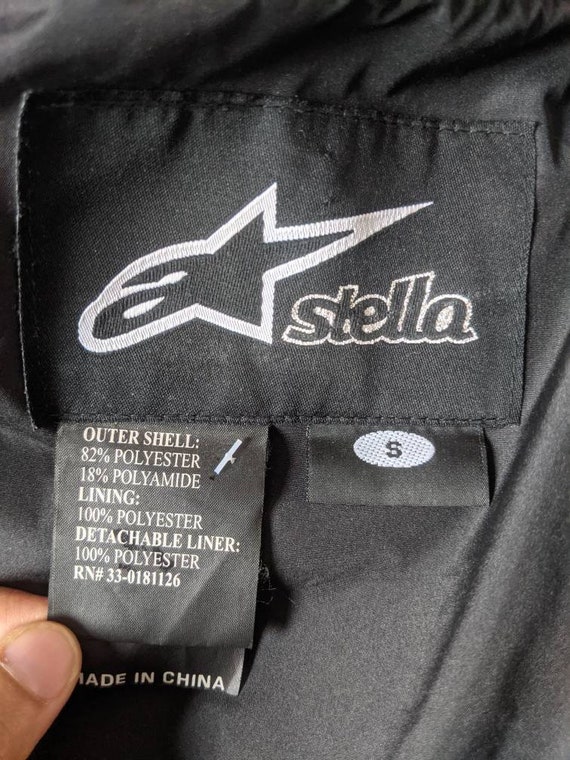 stella
S
OUTER SHELL:
82% POLYESTER
18% POLYAMIDE
LINING:
100% POLYESTER
DETACHABLE LINER:
100% POLYESTER
RN# 33-0181126
MADE IN CHINA